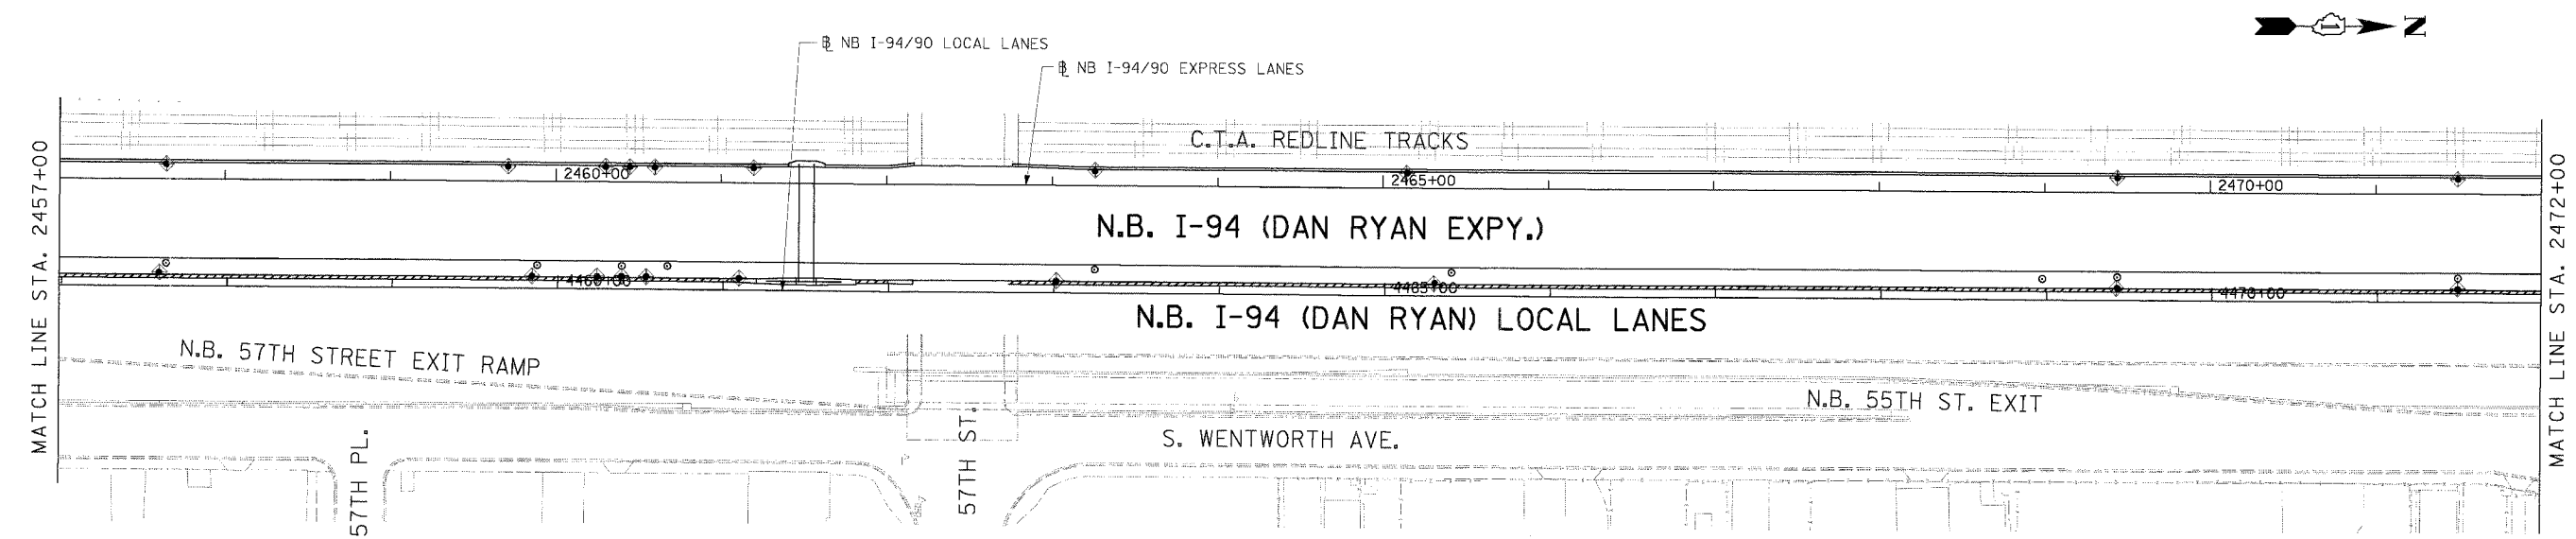 N
℄ NB I-94/90 LOCAL LANES
℄ NB I-94/90 EXPRESS LANES
C.T.A. REDLINE TRACKS
2460+00
2465+00
2470+00
N.B. I-94 (DAN RYAN EXPY.)
4460+00
4465+00
4470+00
N.B. I-94 (DAN RYAN) LOCAL LANES
N.B. 57TH STREET EXIT RAMP
N.B. 55TH ST. EXIT
S. WENTWORTH AVE.
57TH PL.
57TH ST.
MATCH LINE STA. 2457+00
MATCH LINE STA. 2472+00